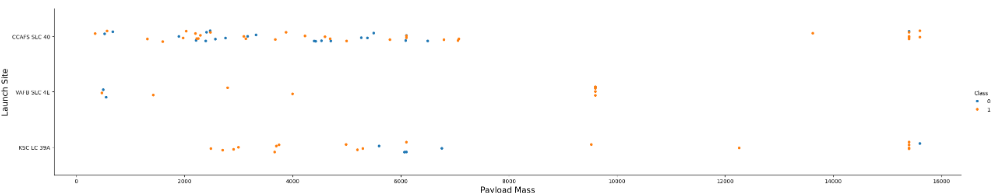 CCAFS SLC 40
VAFB SLC 4E
KSC LC 39A
Launch Site
0
2000
4000
6000
8000
10000
12000
14000
16000
Payload Mass
Class
0
1